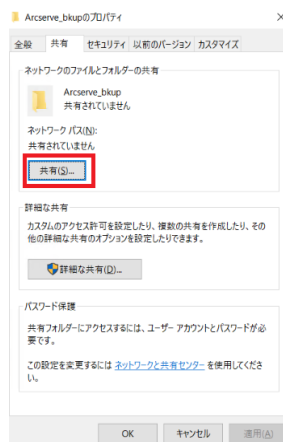 Arcserve_bkupのプロパティ
全般 共有 セキュリティ 以前のバージョン カスタマイズ
ネットワークのファイルとフォルダーの共有
Arcserve_bkup
共有されていません
ネットワーク パス(N):
共有されていません
共有(S)...
詳細な共有
カスタムのアクセス許可を設定したり、複数の共有を作成したり、その
他の詳細な共有のオプションを設定したりできます。
詳細な共有(D)...
パスワード保護
共有フォルダーにアクセスするには、ユーザー アカウントとパスワードが必
要です。
この設定を変更するには ネットワークと共有センター を使用してくださ
い。
OK キャンセル 適用(A)